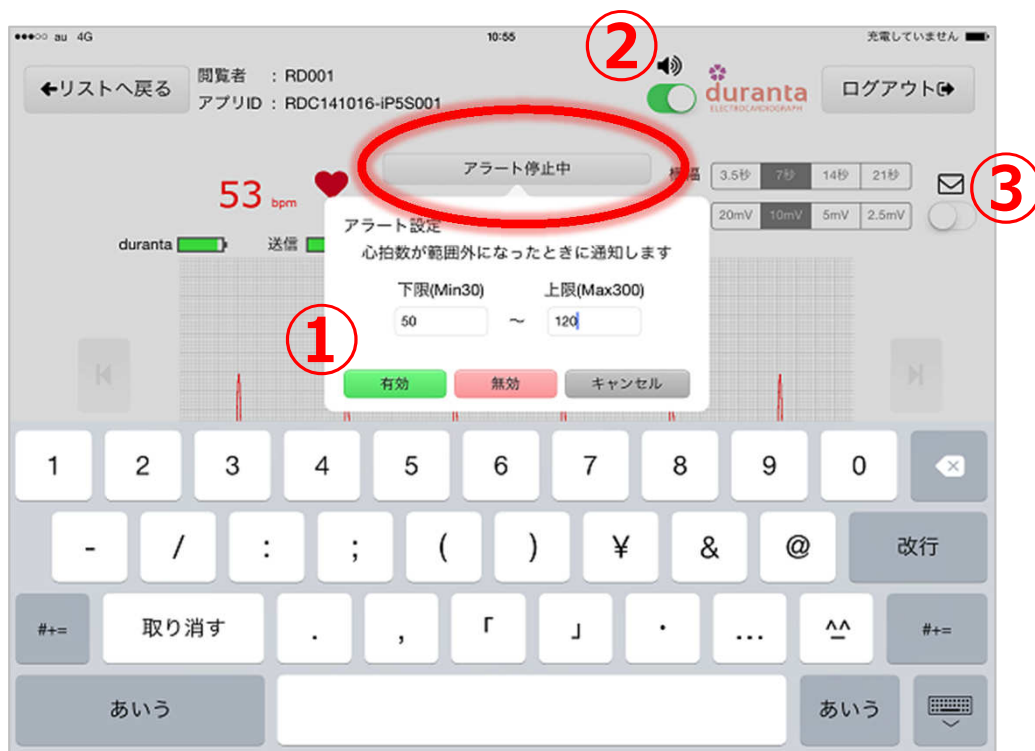 au 4G
10:55
充電していません
②
←リストへ戻る
閲覧者 : RD001
アプリID : RDC141016-iP5S001
duranta
ELECTROCARDIOGRAPH
ログアウト
アラート停止中
3.5秒 7秒 14秒 21秒
③
53 bpm
20mV 10mV 5mV 2.5mV
アラート設定
duranta
送信
心拍数が範囲外になったときに通知します
下限(Min30) 上限(Max300)
①
50 ～ 120
有効 無効 キャンセル
1 2 3 4 5 6 7 8 9 0
- / : ; ( ) ¥ & @ 改行
#+= 取り消す . , 「 」 ・ ... ^^ #+=
あいう あいう